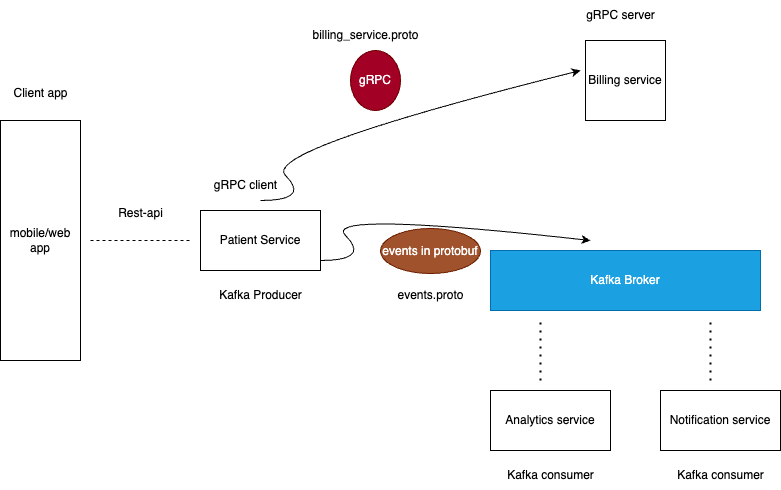 gRPC server
billing_service.proto
gRPC
Billing service
Client app
gRPC client
Rest-api
mobile/web
app
Patient Service
events in protobuf
Kafka Broker
Kafka Producer
events.proto
Analytics service
Notification service
Kafka consumer
Kafka consumer